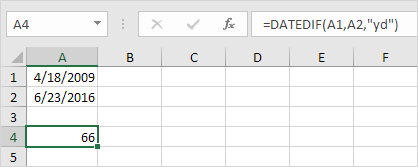 A4 fx =DATEDIF(A1,A2,"yd")
A B C D E F
1 4/18/2009
2 6/23/2016
3
4 66
5